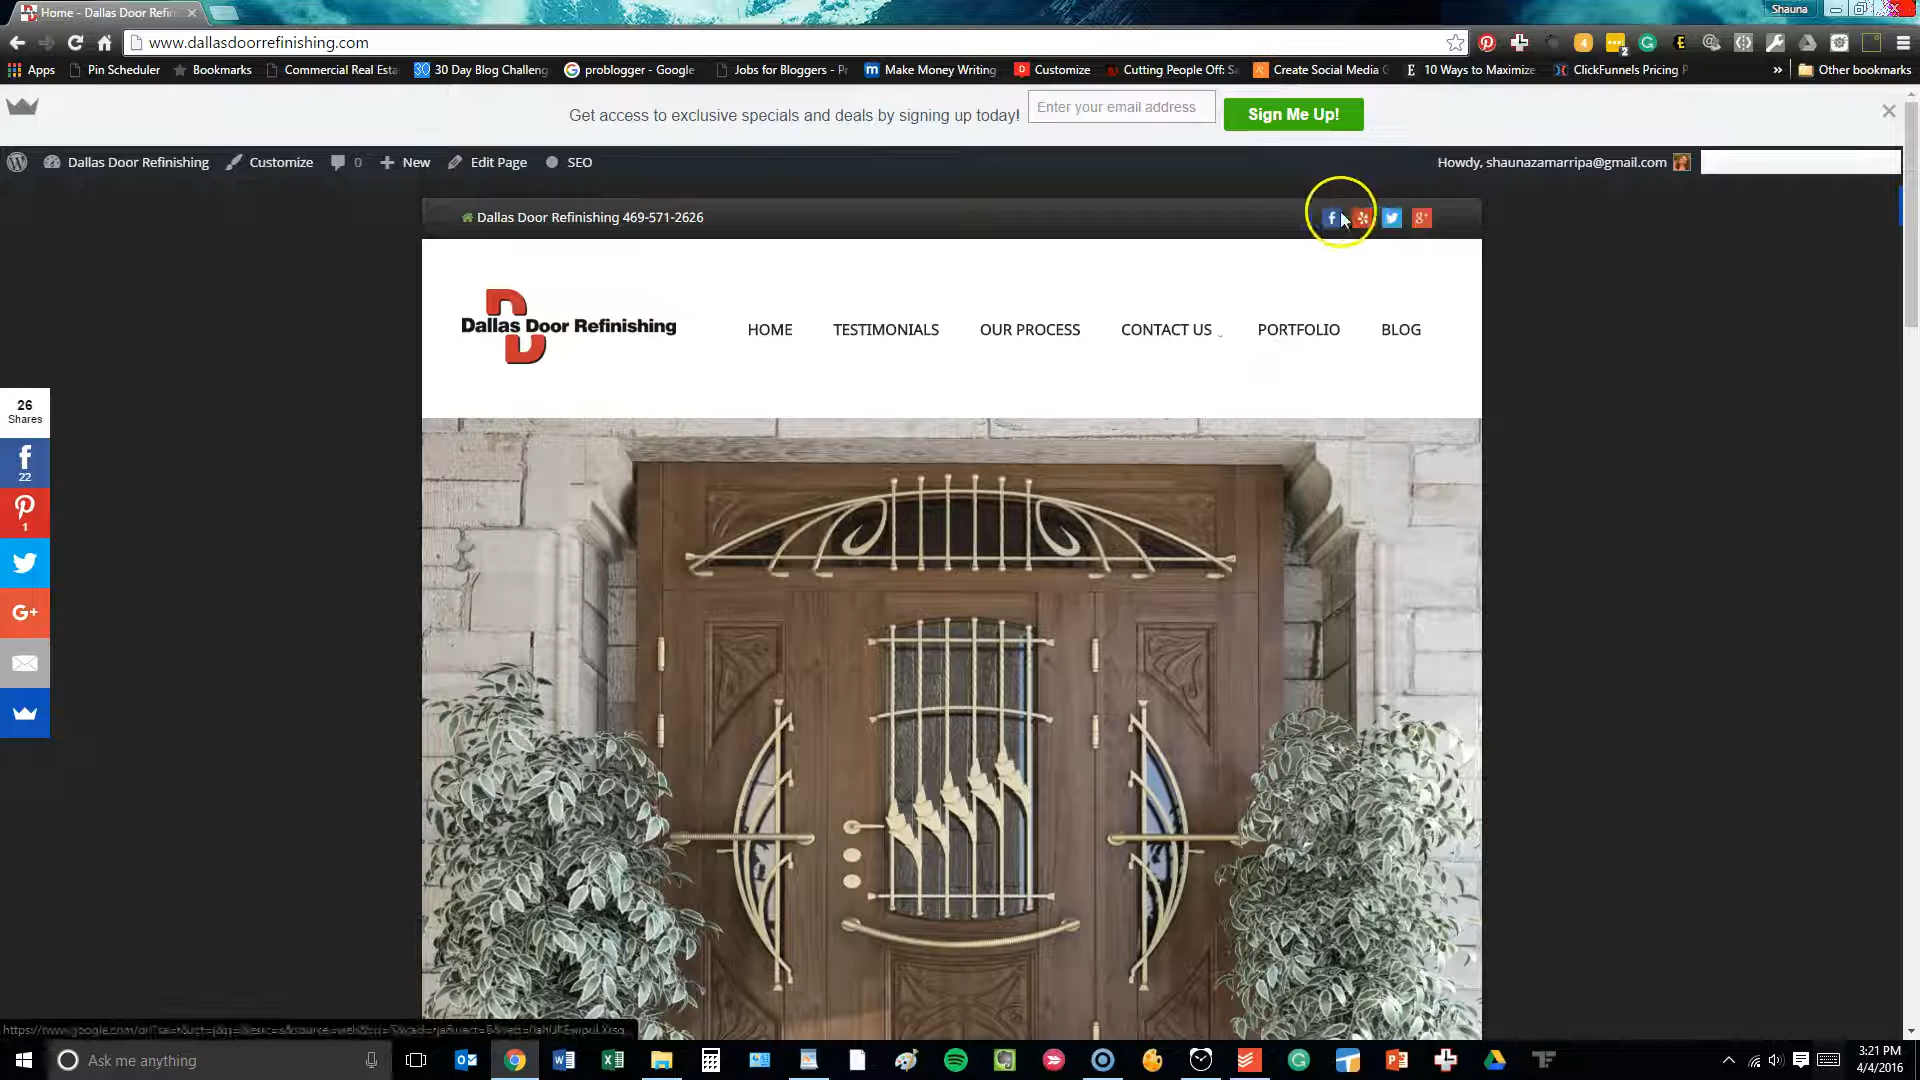 Home - Dallas Door Refin
Shauna
www.dallasdoorrefinishing.com
Apps
Pin Scheduler
Bookmarks
Commercial Real Esta
30 Day Blog Challeng
problogger - Google
Jobs for Bloggers - Pr
Make Money Writing
Customize
Cutting People Off: Sa
Create Social Media G
10 Ways to Maximize
ClickFunnels Pricing P
»
Other bookmarks
Get access to exclusive specials and deals by signing up today!
Enter your email address
Sign Me Up!
Dallas Door Refinishing
Customize
0
New
Edit Page
SEO
Howdy, shaunazamarripa@gmail.com
Dallas Door Refinishing 469-571-2626
Dallas Door Refinishing
HOME
TESTIMONIALS
OUR PROCESS
CONTACT US
PORTFOLIO
BLOG
26
Shares
22
1
G+
Ask me anything
3:21 PM
4/4/2016